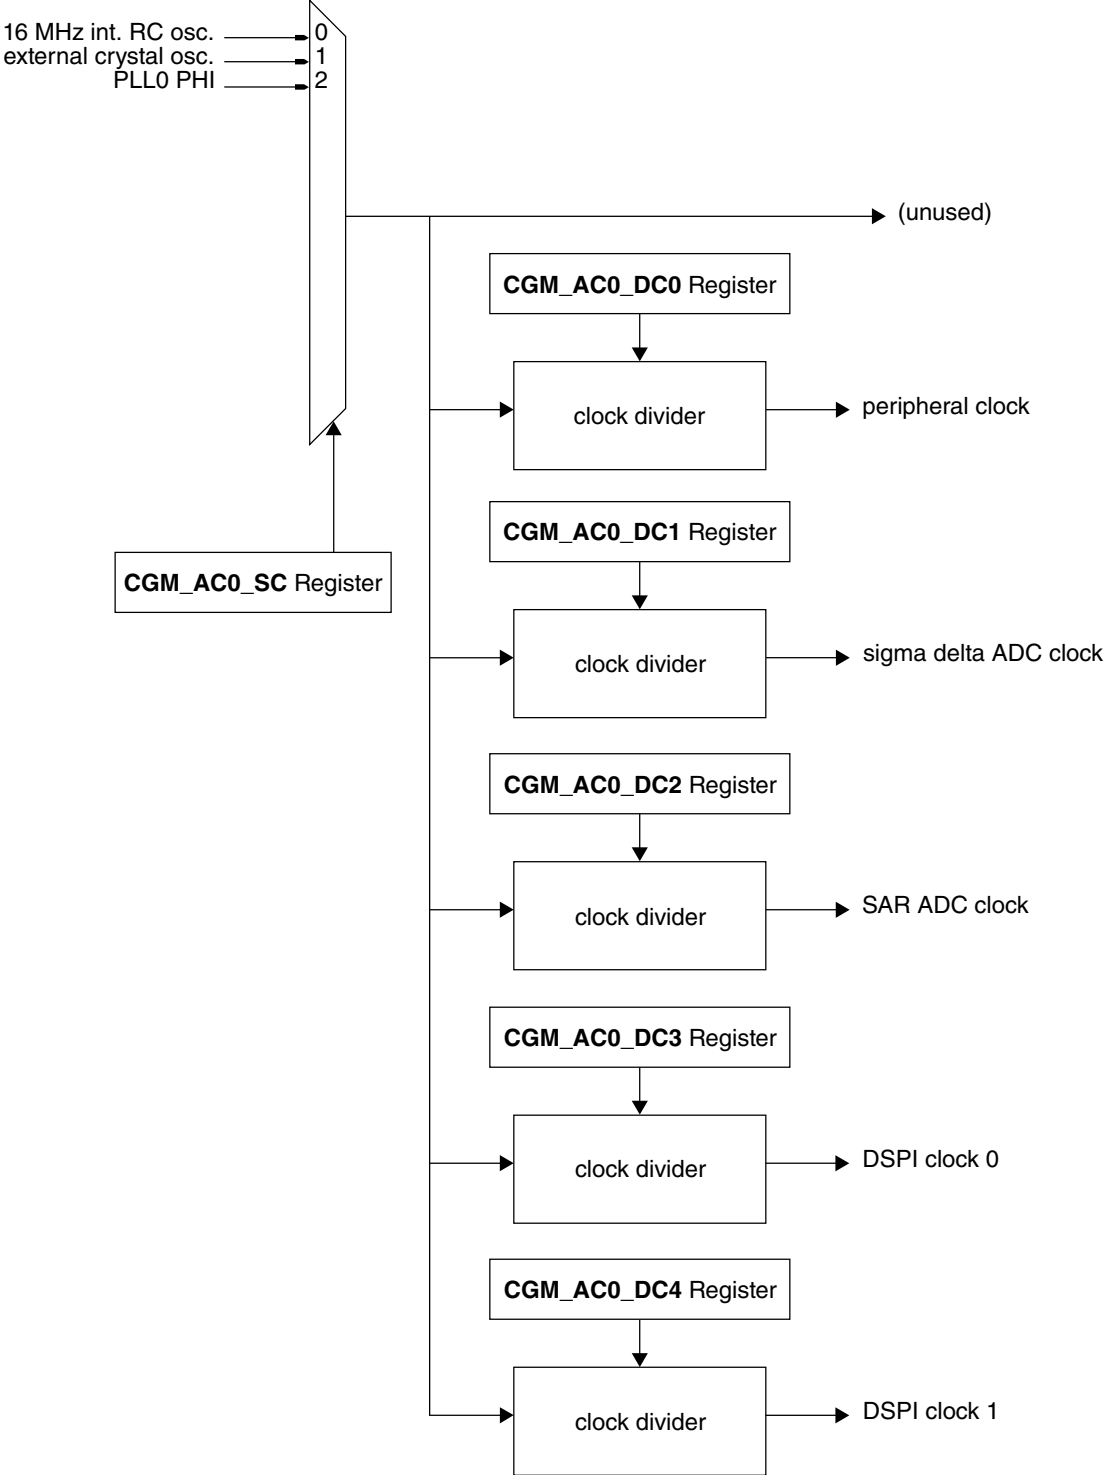 16 MHz int. RC osc.
0
external crystal osc.
1
PLL0 PHI
2
(unused)
CGM_AC0_DC0 Register
clock divider
peripheral clock
CGM_AC0_DC1 Register
CGM_AC0_SC Register
clock divider
sigma delta ADC clock
CGM_AC0_DC2 Register
clock divider
SAR ADC clock
CGM_AC0_DC3 Register
clock divider
DSPI clock 0
CGM_AC0_DC4 Register
clock divider
DSPI clock 1